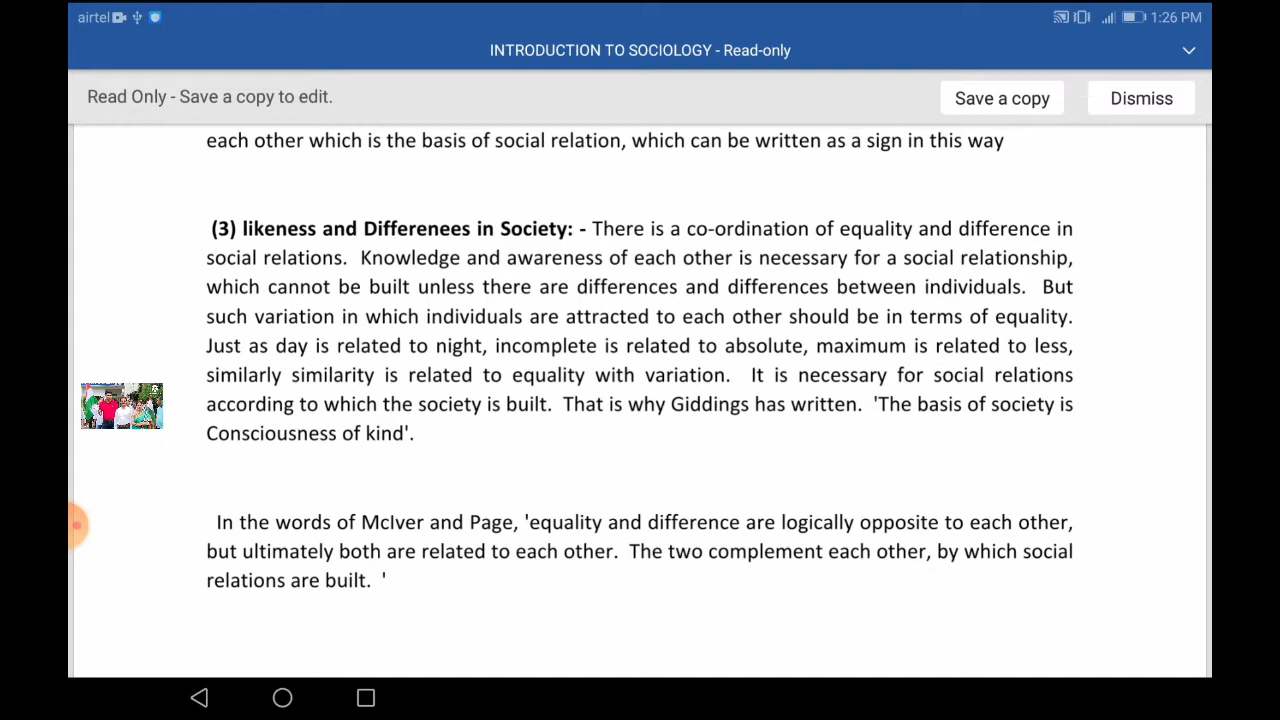 airtel 1:26 PM
INTRODUCTION TO SOCIOLOGY - Read-only
Read Only - Save a copy to edit. Save a copy Dismiss
each other which is the basis of social relation, which can be written as a sign in this way
(3) likeness and Differenees in Society: - There is a co-ordination of equality and difference in
social relations. Knowledge and awareness of each other is necessary for a social relationship,
which cannot be built unless there are differences and differences between individuals. But
such variation in which individuals are attracted to each other should be in terms of equality.
Just as day is related to night, incomplete is related to absolute, maximum is related to less,
similarly similarity is related to equality with variation. It is necessary for social relations
according to which the society is built. That is why Giddings has written. 'The basis of society is
Consciousness of kind'.
In the words of McIver and Page, 'equality and difference are logically opposite to each other,
but ultimately both are related to each other. The two complement each other, by which social
relations are built. '